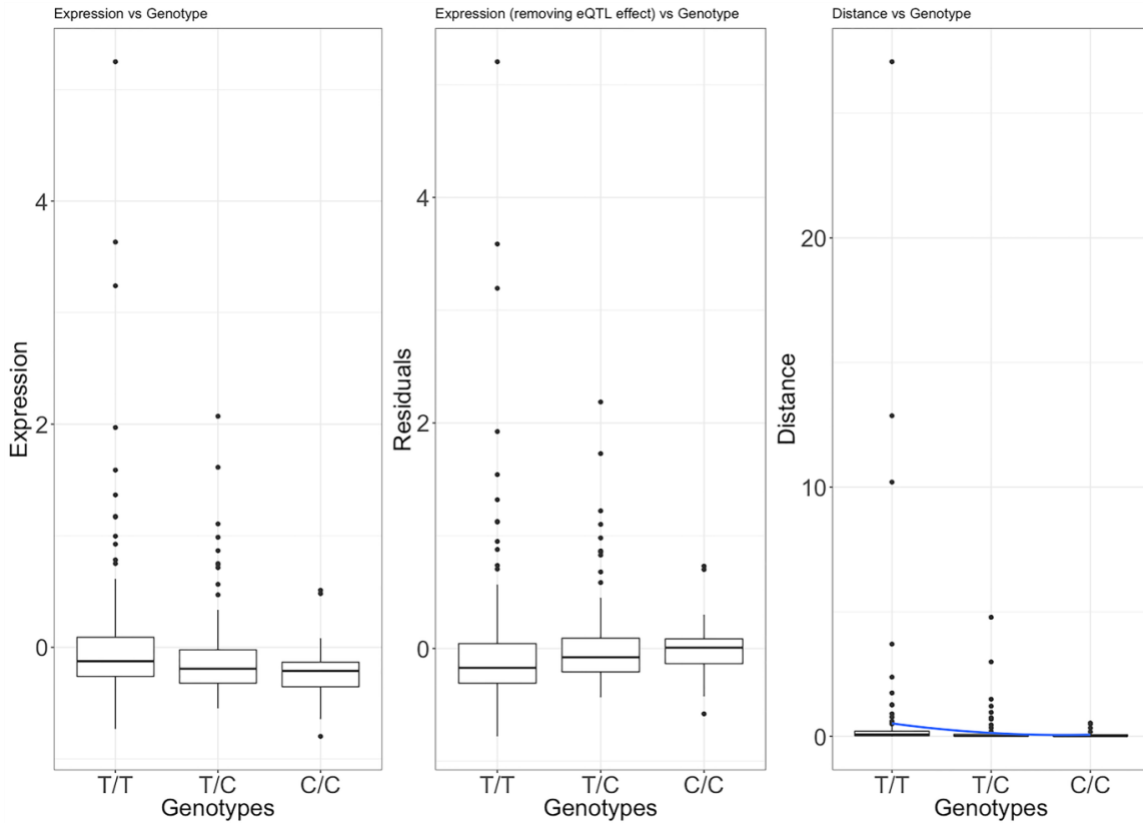 Expression vs Genotype
Expression
4
2
0
T/T T/C C/C
Genotypes
Expression (removing eQTL effect) vs Genotype
Residuals
4
2
0
T/T T/C C/C
Genotypes
Distance vs Genotype
Distance
20
10
0
T/T T/C C/C
Genotypes